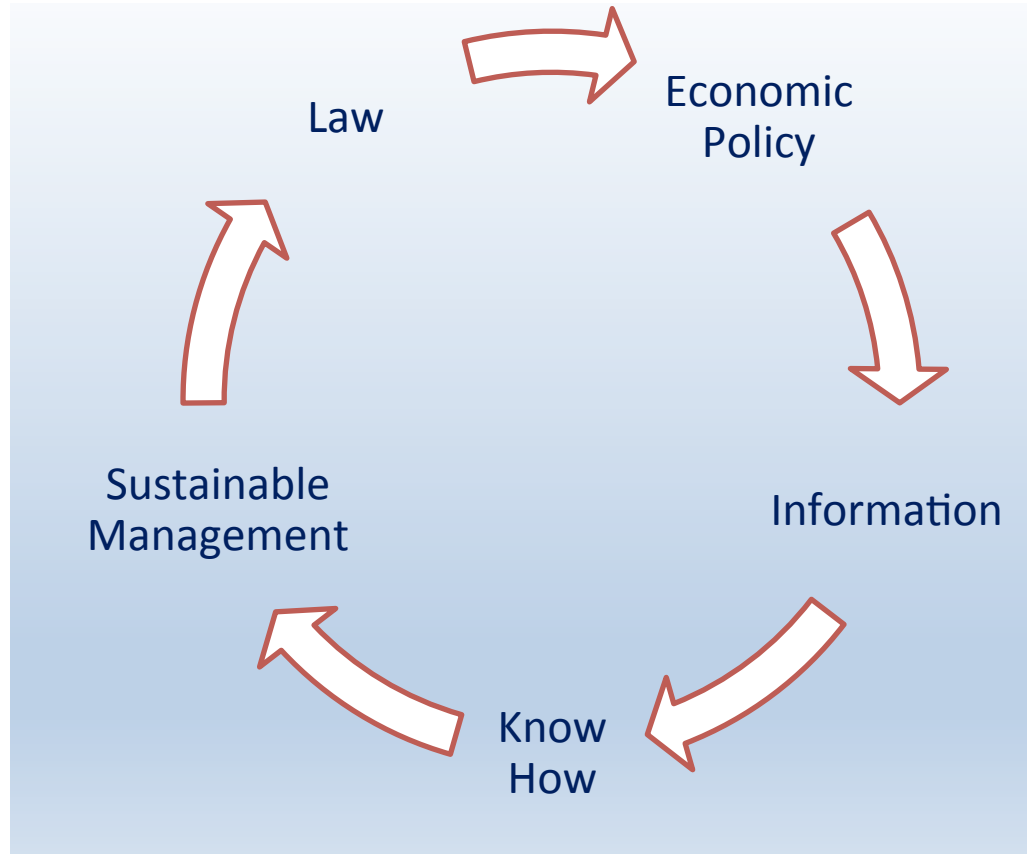 Law
Economic
Policy
Information
Know
How
Sustainable
Management